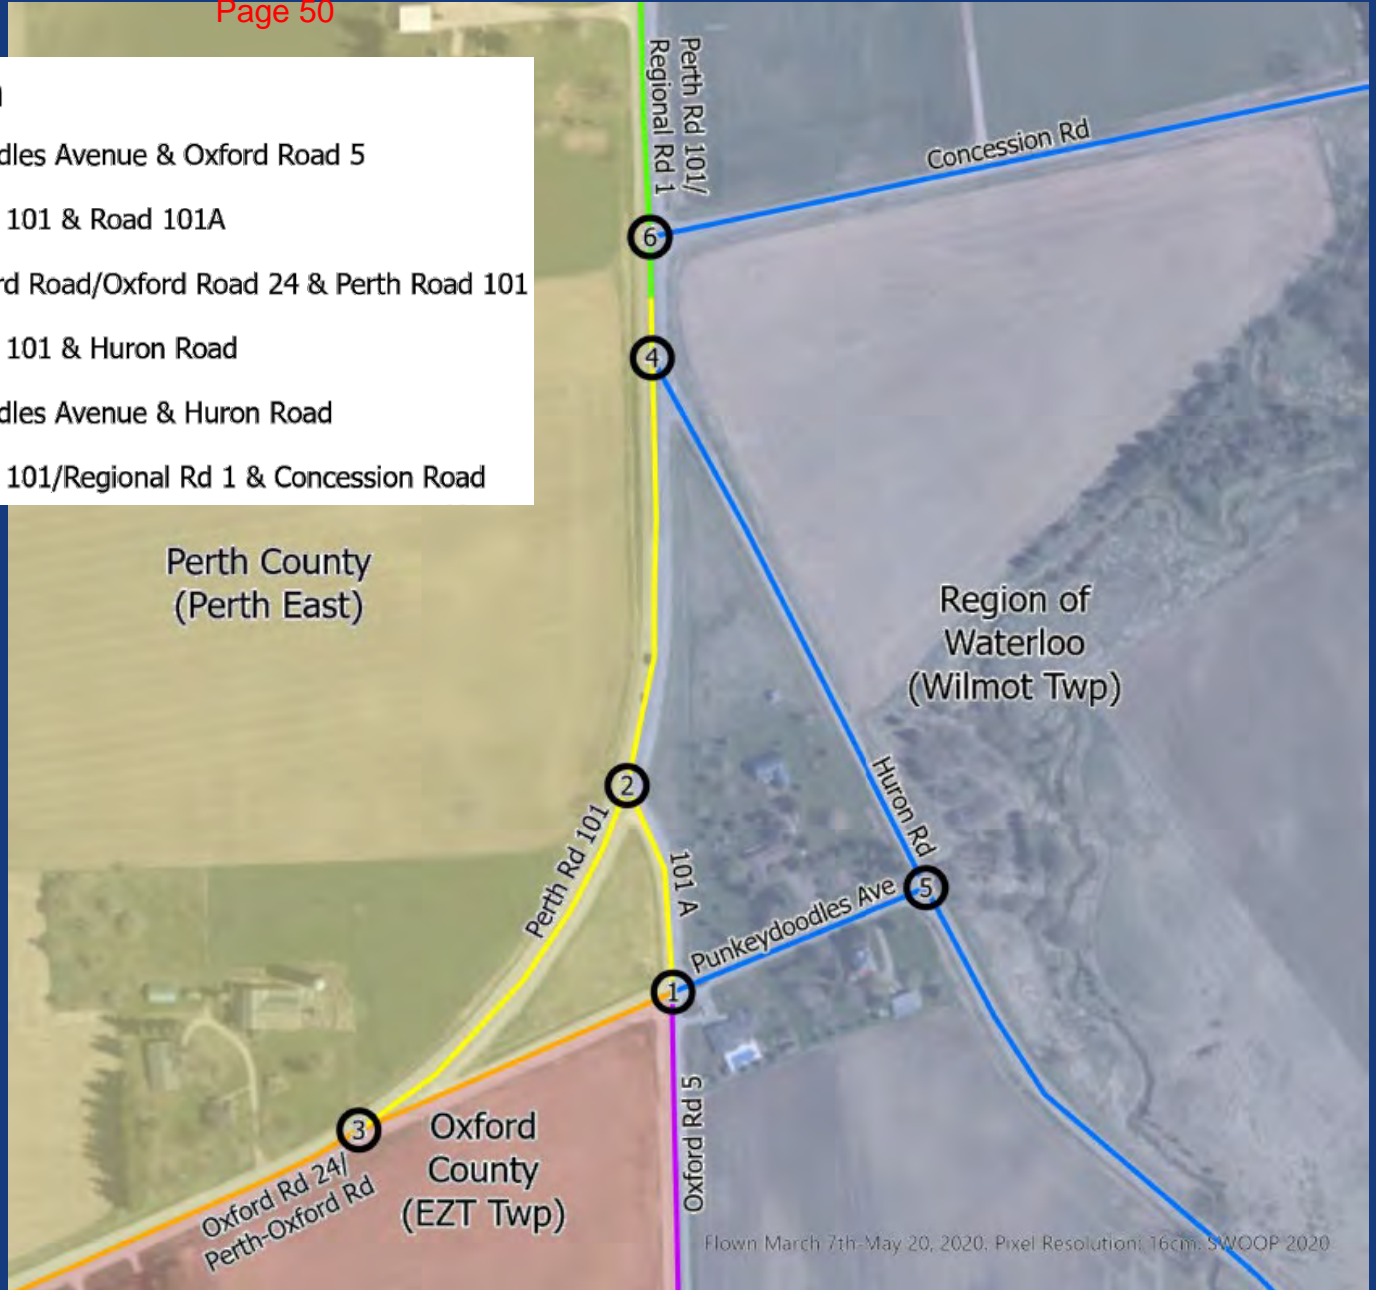 Page 50
dles Avenue & Oxford Road 5
101 & Road 101A
rd Road/Oxford Road 24 & Perth Road 101
101 & Huron Road
dles Avenue & Huron Road
101/Regional Rd 1 & Concession Road
Perth Rd 101/
Regional Rd 1
Concession Rd
6
4
Perth County
(Perth East)
Region of
Waterloo
(Wilmot Twp)
Huron Rd
2
Perth Rd 101
101 A
Punkeydoodles Ave
5
1
3
Oxford Rd 24/
Perth-Oxford Rd
Oxford
County
(EZT Twp)
Oxford Rd 5
Flown March 7th-May 20, 2020. Pixel Resolution: 16cm. SWOOP 2020